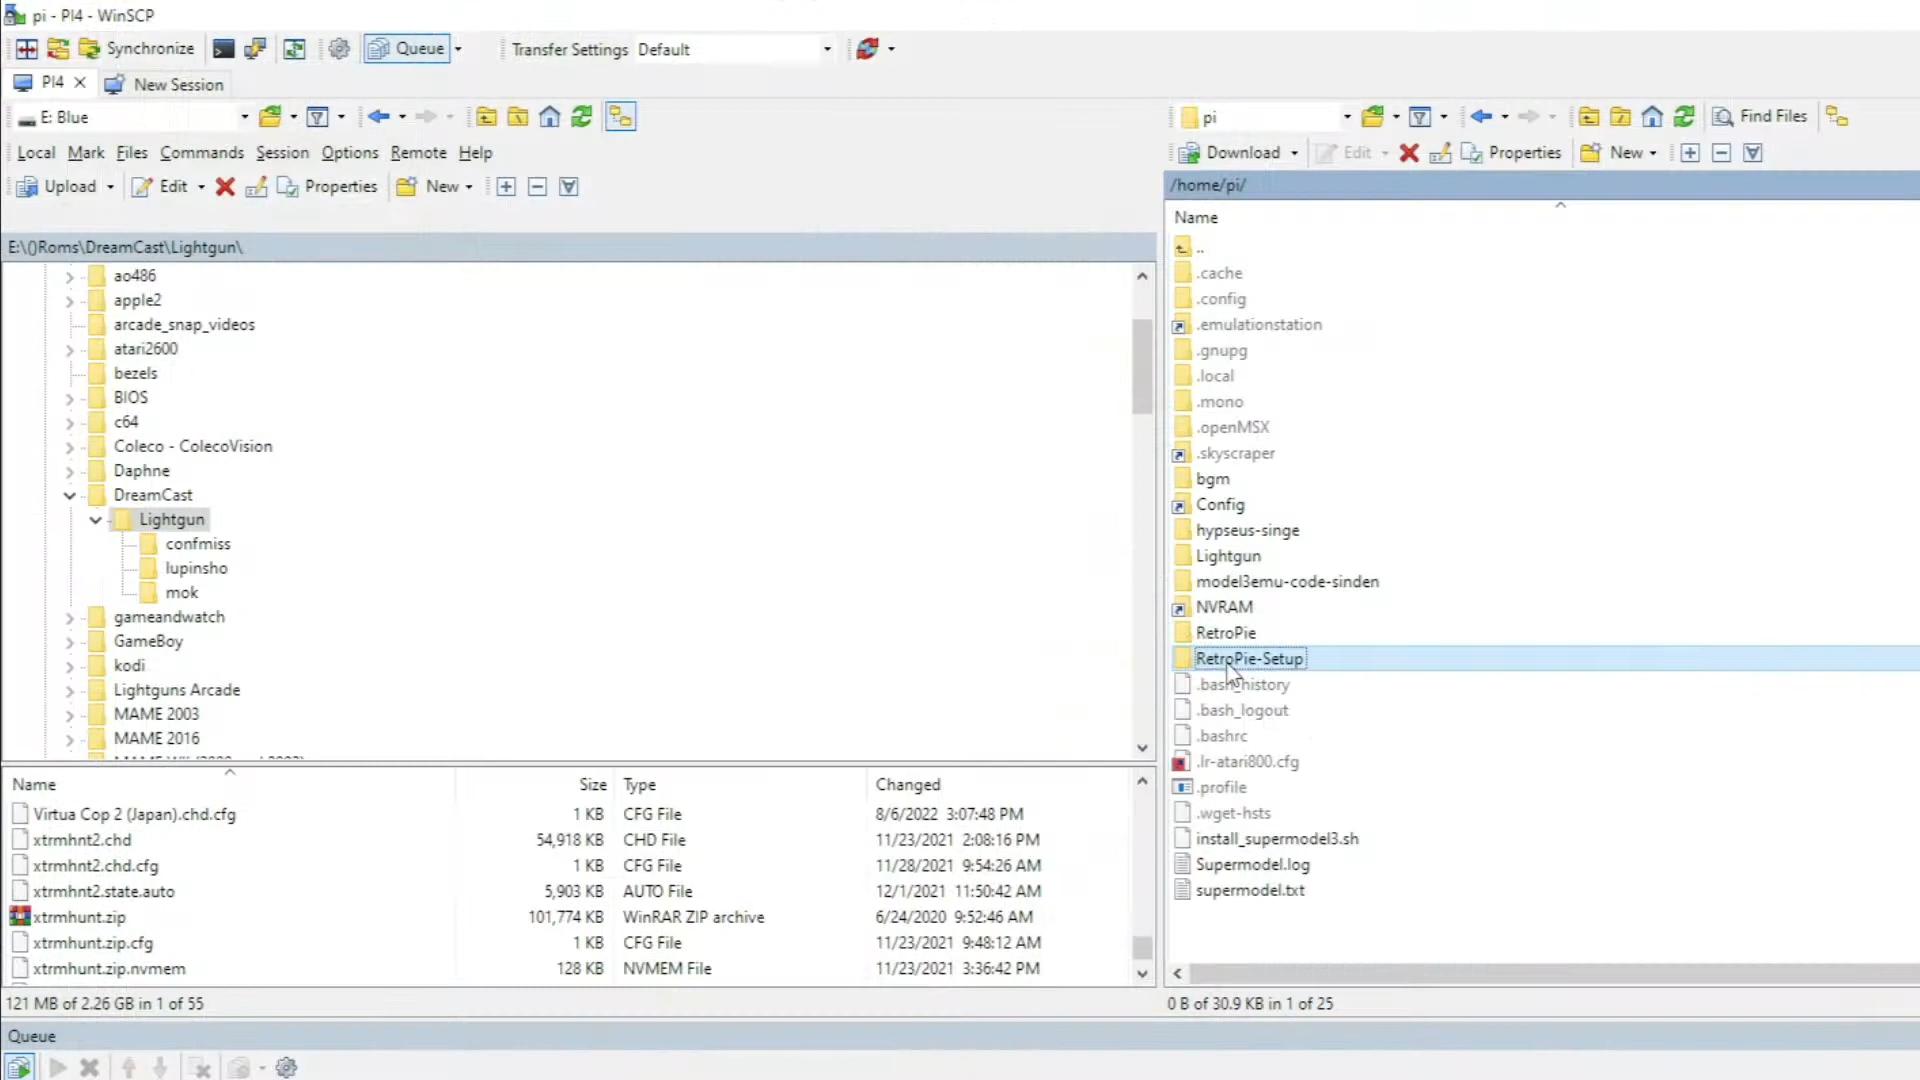 pi - PI4 - WinSCP
Synchronize Queue Transfer Settings Default
PI4 New Session
E: Blue
Local Mark Files Commands Session Options Remote Help
Upload Edit Properties New
E:\()Roms\DreamCast\Lightgun\
ao486
apple2
arcade_snap_videos
atari2600
bezels
BIOS
c64
Coleco - ColecoVision
Daphne
DreamCast
Lightgun
confmiss
lupinsho
mok
gameandwatch
GameBoy
kodi
Lightguns Arcade
MAME 2003
MAME 2016
Name Size Type Changed
Virtua Cop 2 (Japan).chd.cfg 1 KB CFG File 8/6/2022 3:07:48 PM
xtrmhnt2.chd 54,918 KB CHD File 11/23/2021 2:08:16 PM
xtrmhnt2.chd.cfg 1 KB CFG File 11/28/2021 9:54:26 AM
xtrmhnt2.state.auto 5,903 KB AUTO File 12/1/2021 11:50:42 AM
xtrmhunt.zip 101,774 KB WinRAR ZIP archive 6/24/2020 9:52:46 AM
xtrmhunt.zip.cfg 1 KB CFG File 11/23/2021 9:48:12 AM
xtrmhunt.zip.nvmem 128 KB NVMEM File 11/23/2021 3:36:42 PM
121 MB of 2.26 GB in 1 of 55
pi Find Files
Download Edit Properties New
/home/pi/
Name
..
.cache
.config
.emulationstation
.gnupg
.local
.mono
.openMSX
.skyscraper
bgm
Config
hypseus-singe
Lightgun
model3emu-code-sinden
NVRAM
RetroPie
RetroPie-Setup
.bash_history
.bash_logout
.bashrc
.lr-atari800.cfg
.profile
.wget-hsts
install_supermodel3.sh
Supermodel.log
supermodel.txt
0 B of 30.9 KB in 1 of 25
Queue